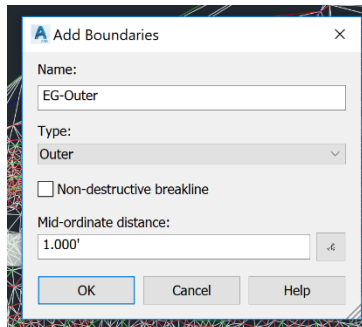 Add Boundaries
Name:
EG-Outer
Type:
Outer
Non-destructive breakline
Mid-ordinate distance:
1.000'
OK Cancel Help